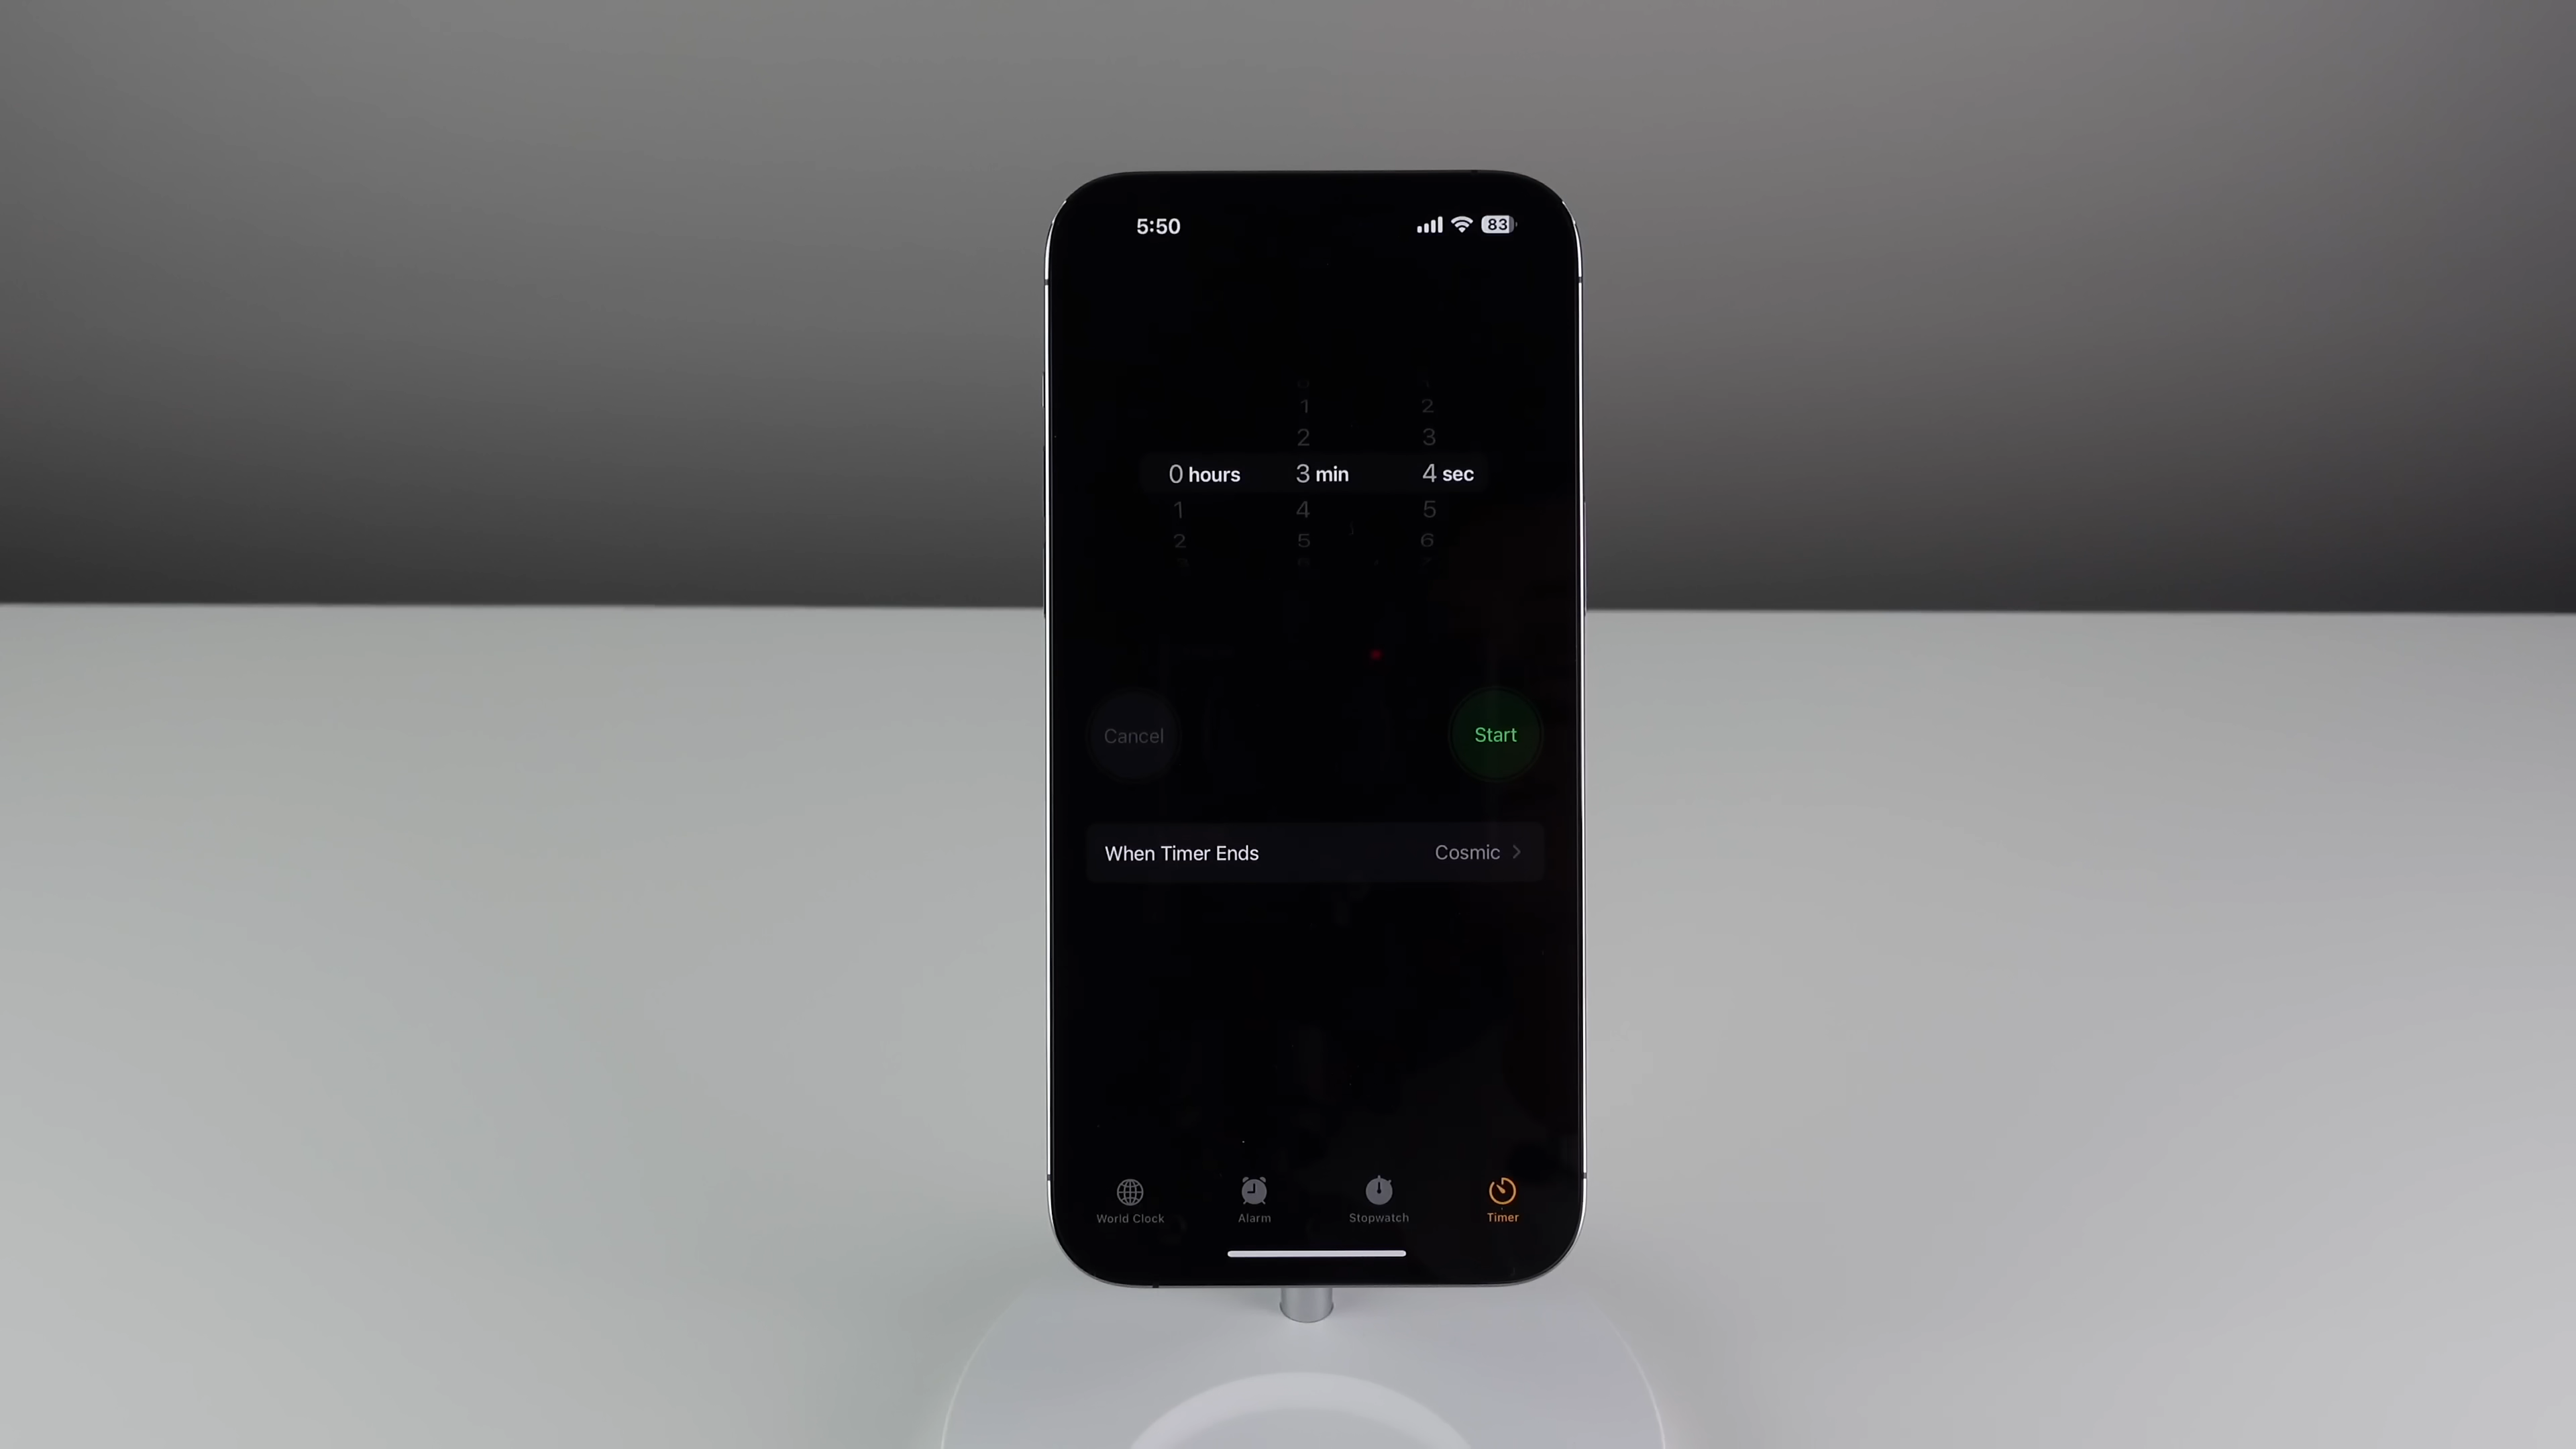 5:50 83
1 2
2 3
0 hours 3 min 4 sec
1 4 5
2 5 6
Cancel Start
When Timer Ends Cosmic
World Clock Alarm Stopwatch Timer